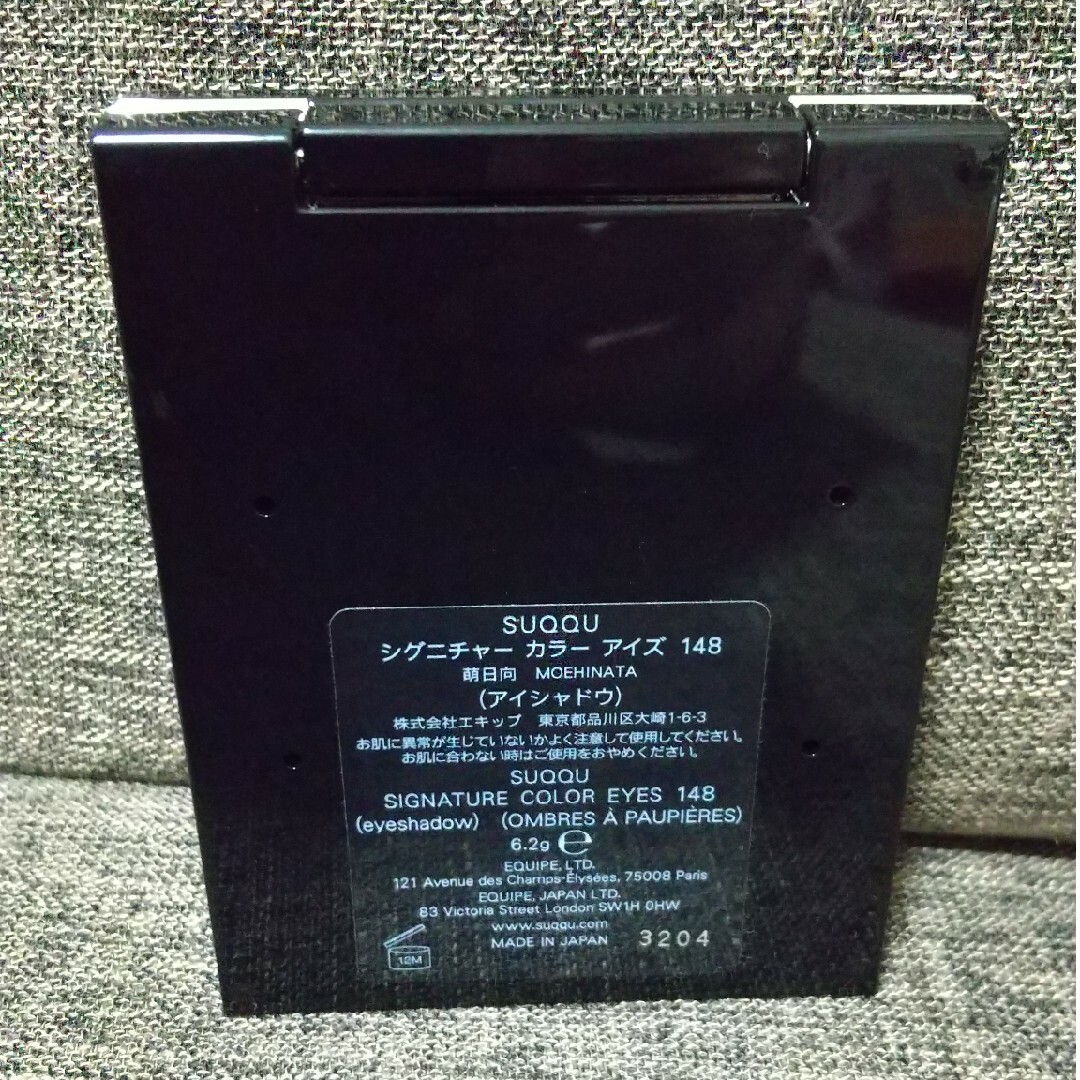 SUQQU
シグニチャー カラー アイズ 148
萌日向 MOEHINATA
(アイシャドウ)
株式会社エキップ 東京都品川区大崎1-6-3
お肌に異常が生じていないかよく注意して使用してください。
お肌に合わない時はご使用をおやめください。
SUQQU
SIGNATURE COLOR EYES 148
(eyeshadow) (OMBRES À PAUPIÈRES)
6.2g ℮
EQUIPE, LTD.
121 Avenue des Champs-Élysées, 75008 Paris
EQUIPE, JAPAN LTD.
83 Victoria Street London SW1H 0HW
www.suqqu.com
MADE IN JAPAN 3204
12M